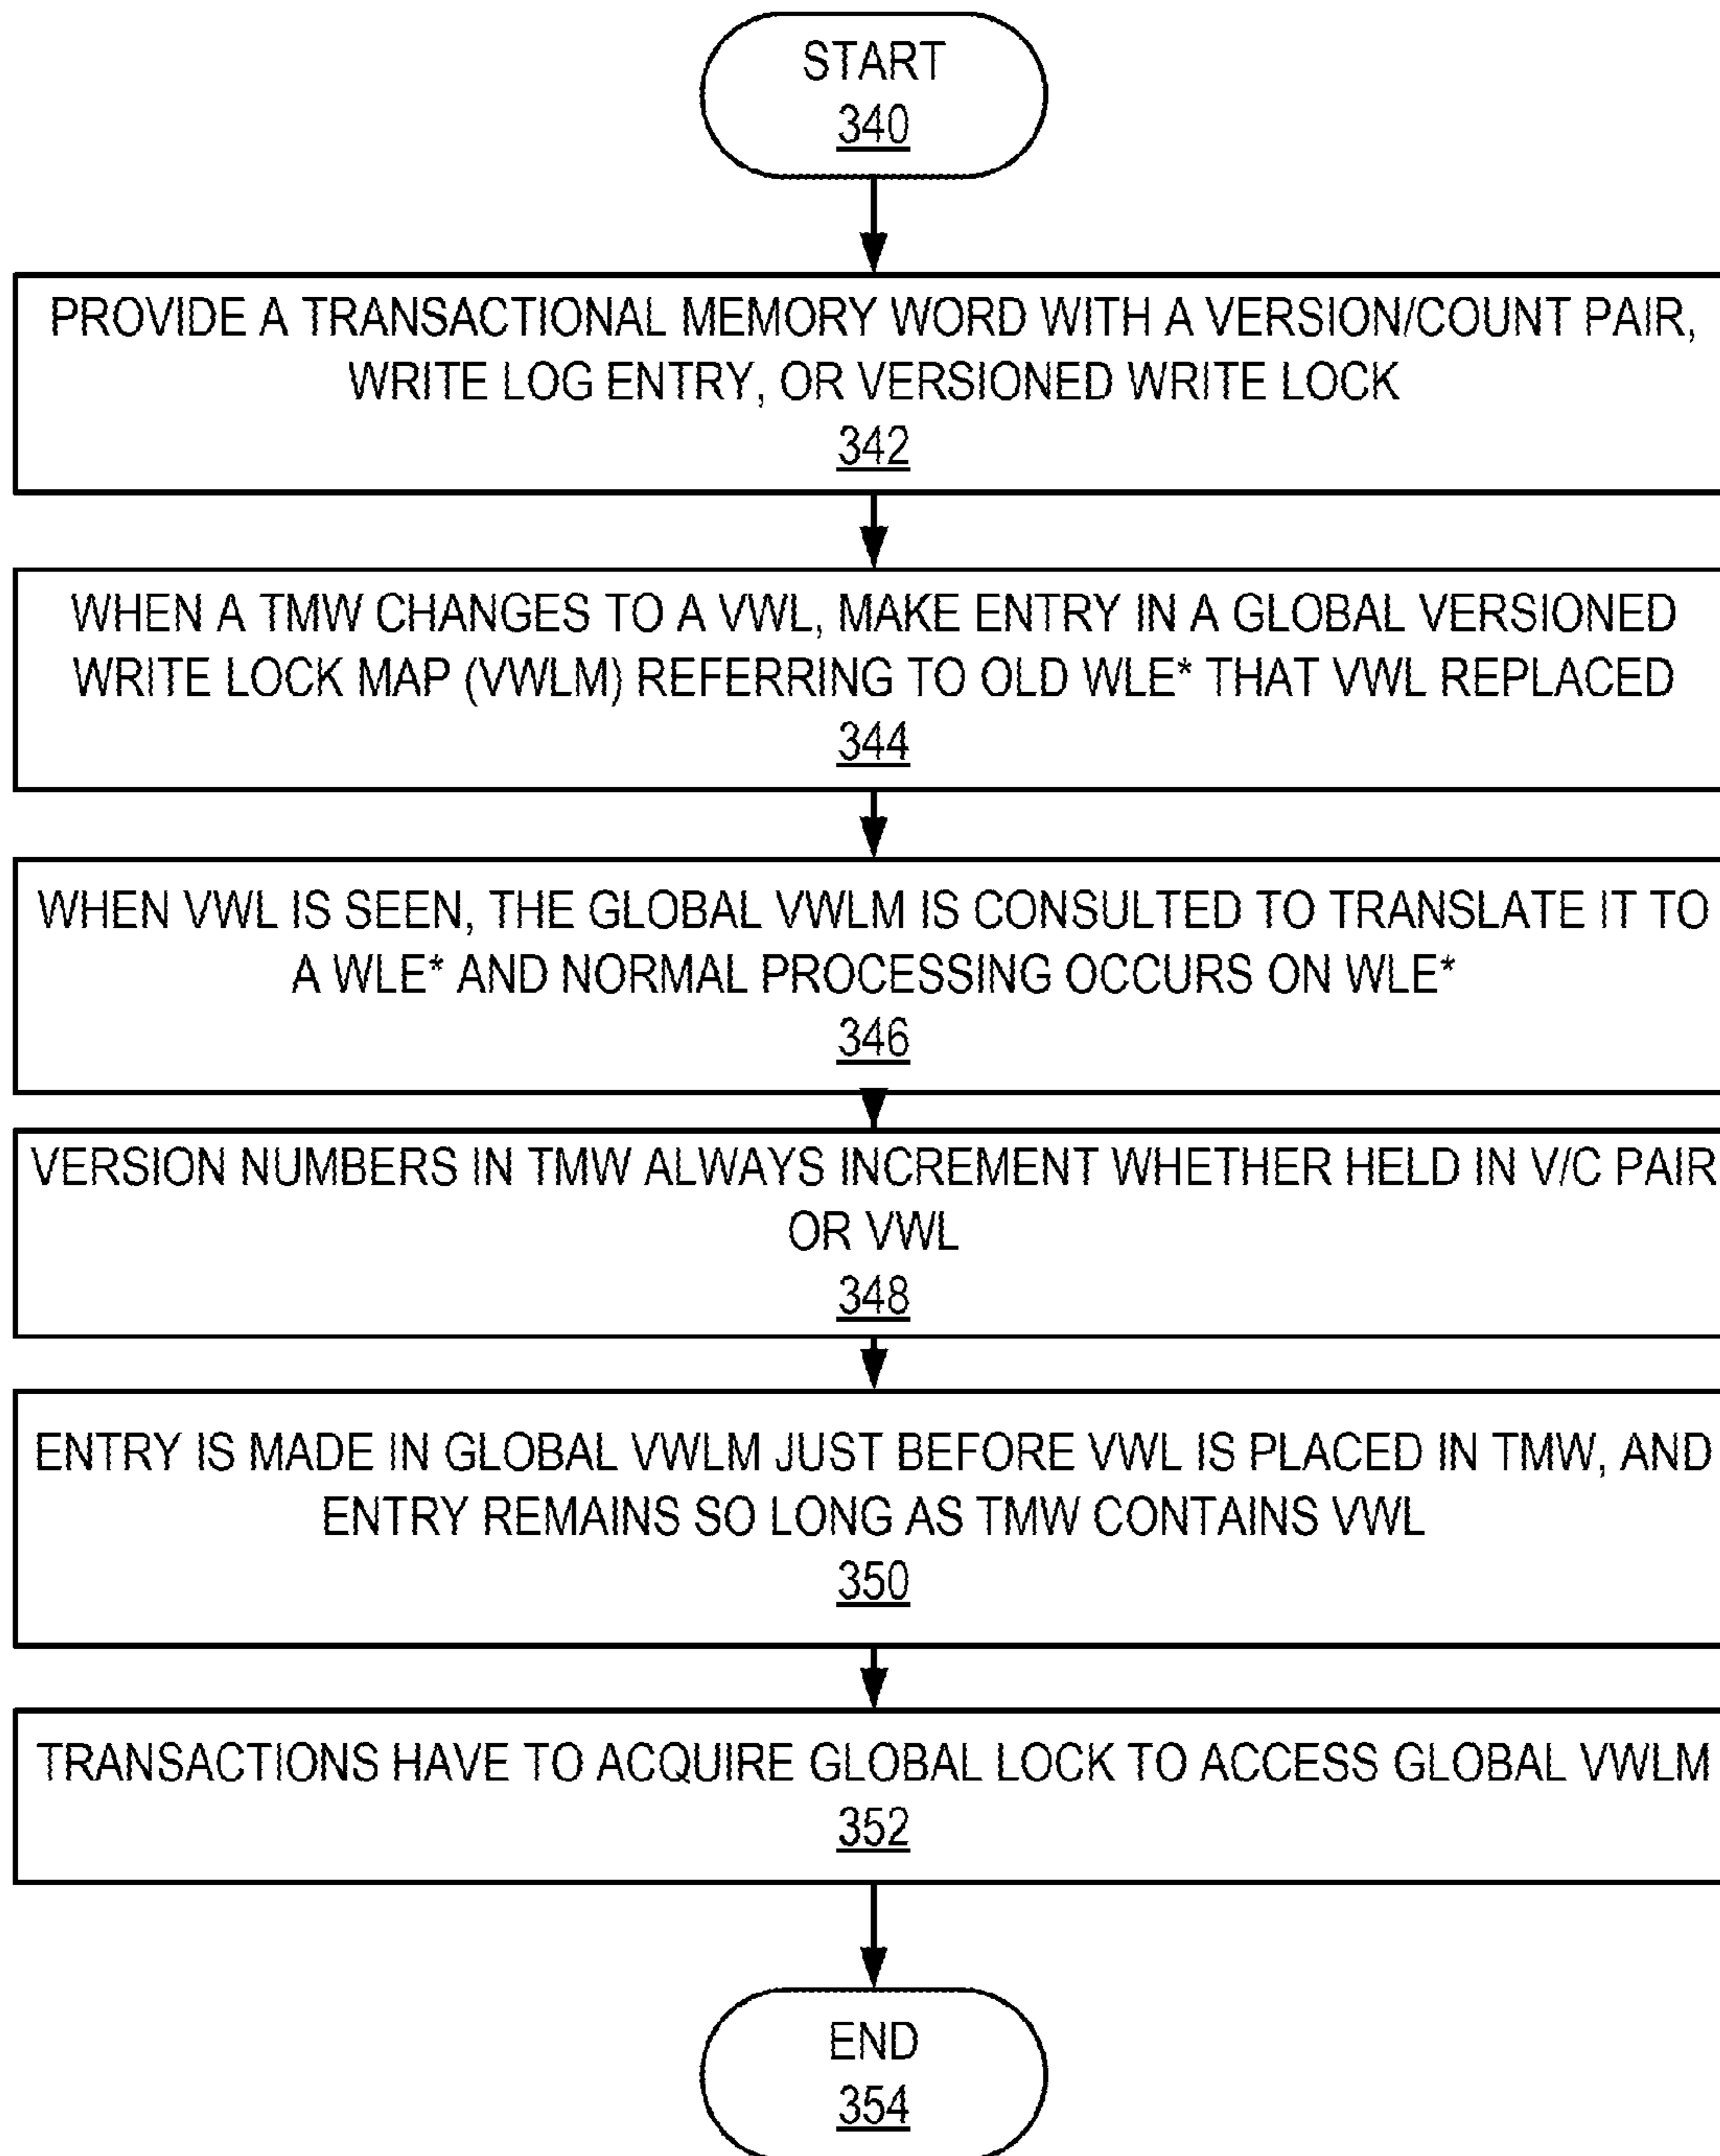 START
340
PROVIDE A TRANSACTIONAL MEMORY WORD WITH A VERSION/COUNT PAIR,
WRITE LOG ENTRY, OR VERSIONED WRITE LOCK
342
WHEN A TMW CHANGES TO A VWL, MAKE ENTRY IN A GLOBAL VERSIONED
WRITE LOCK MAP (VWLM) REFERRING TO OLD WLE* THAT VWL REPLACED
344
WHEN VWL IS SEEN, THE GLOBAL VWLM IS CONSULTED TO TRANSLATE IT TO
A WLE* AND NORMAL PROCESSING OCCURS ON WLE*
346
VERSION NUMBERS IN TMW ALWAYS INCREMENT WHETHER HELD IN V/C PAIR
OR VWL
348
ENTRY IS MADE IN GLOBAL VWLM JUST BEFORE VWL IS PLACED IN TMW, AND
ENTRY REMAINS SO LONG AS TMW CONTAINS VWL
350
TRANSACTIONS HAVE TO ACQUIRE GLOBAL LOCK TO ACCESS GLOBAL VWLM
352
END
354